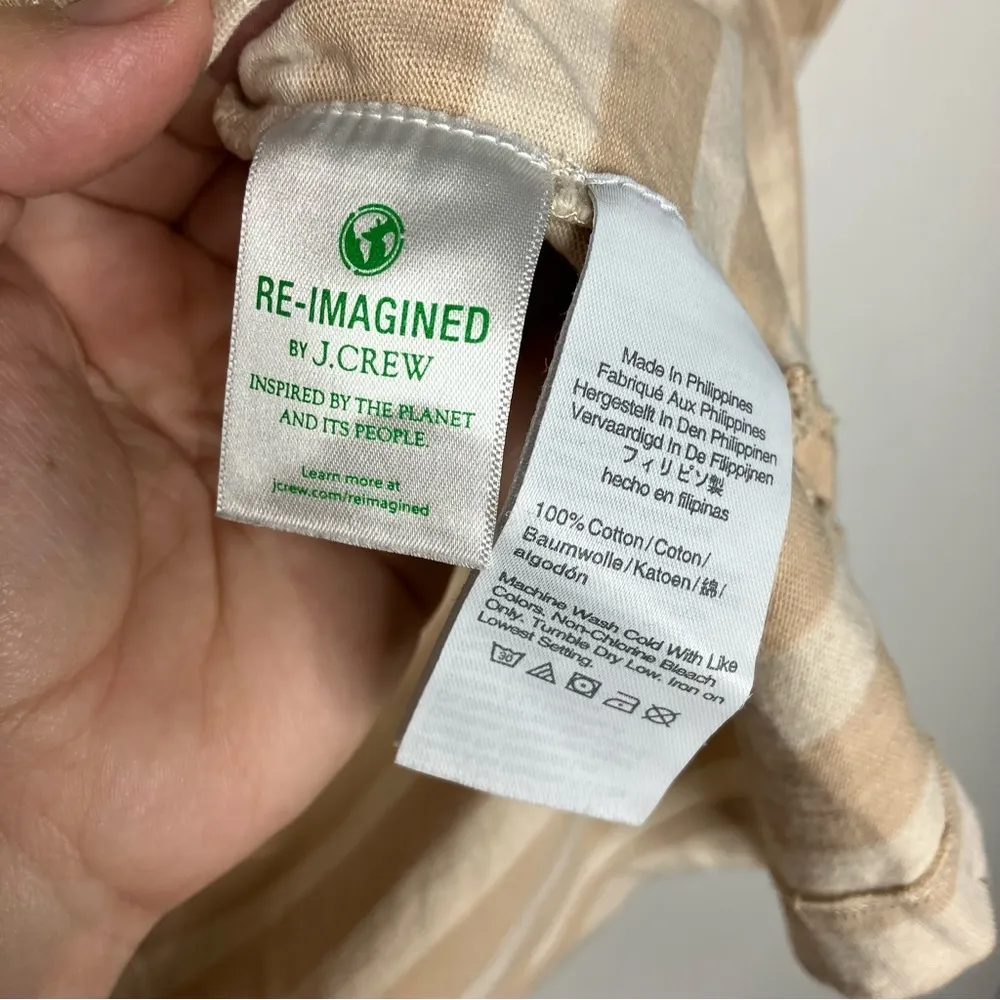 RE-IMAGINED
BY J.CREW
INSPIRED BY THE PLANET
AND ITS PEOPLE.
Learn more at
jcrew.com/reimagined
Made In Philippines
Fabriqué Aux Philippines
Hergestellt In Den Philippinen
Vervaardigd In De Filippijnen
フィリピン製
hecho en filipinas
100% Cotton/Coton/
Baumwolle/Katoen/綿/
algodón
Machine Wash Cold With Like
Colors. Non-Chlorine Bleach
Only. Tumble Dry Low. Iron on
Lowest Setting.
30